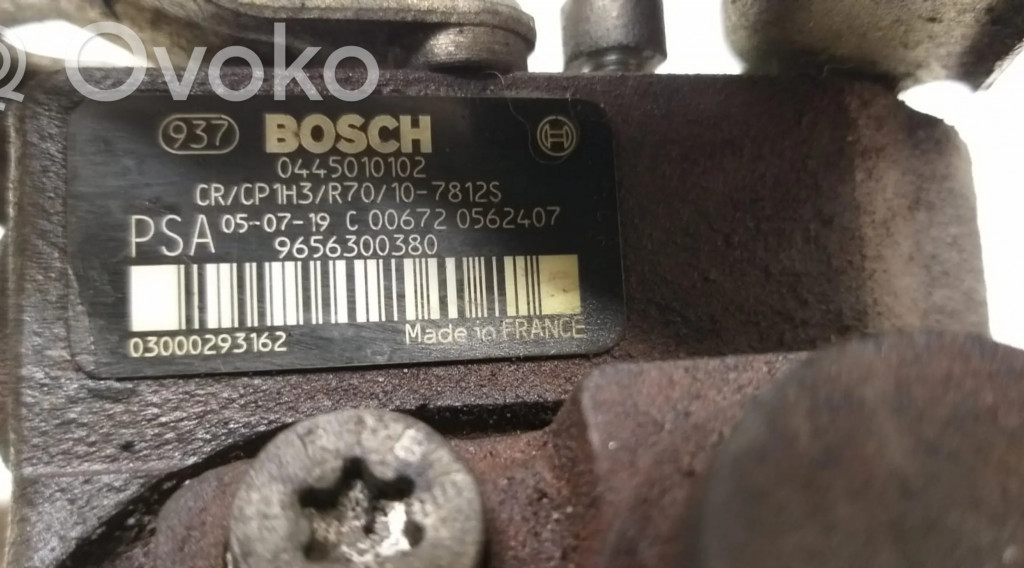 Ovoko
937 BOSCH
0445010102
CR/CP1H3/R70/10-7812S
PSA 05-07-19 C 00672 0562407
9656300380
03000293162 Made in FRANCE